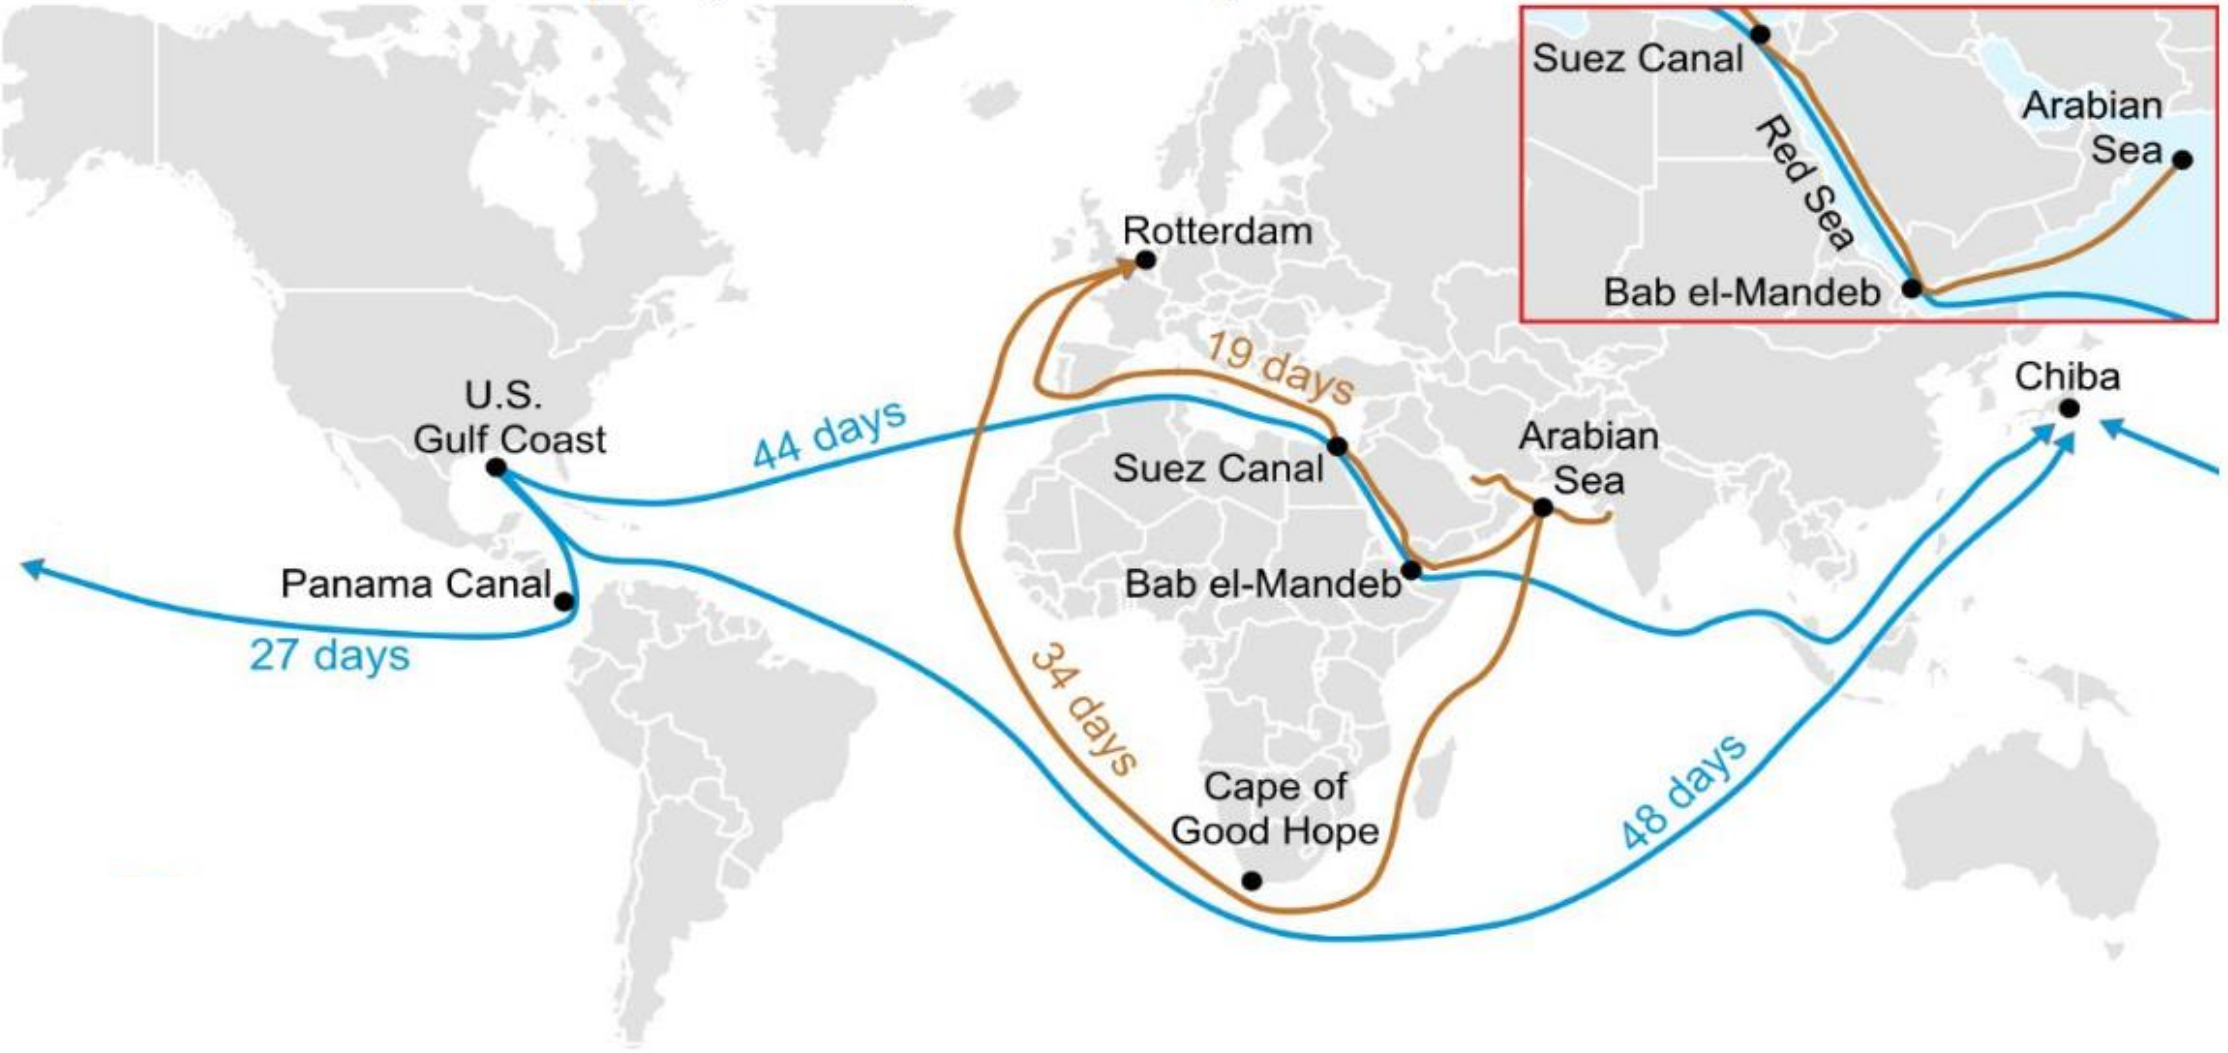 Suez Canal
Arabian
Sea
Red Sea
Bab el-Mandeb
Rotterdam
19 days
Chiba
U.S.
Gulf Coast
44 days
Suez Canal
Arabian
Sea
Panama Canal
Bab el-Mandeb
27 days
34 days
Cape of
Good Hope
48 days